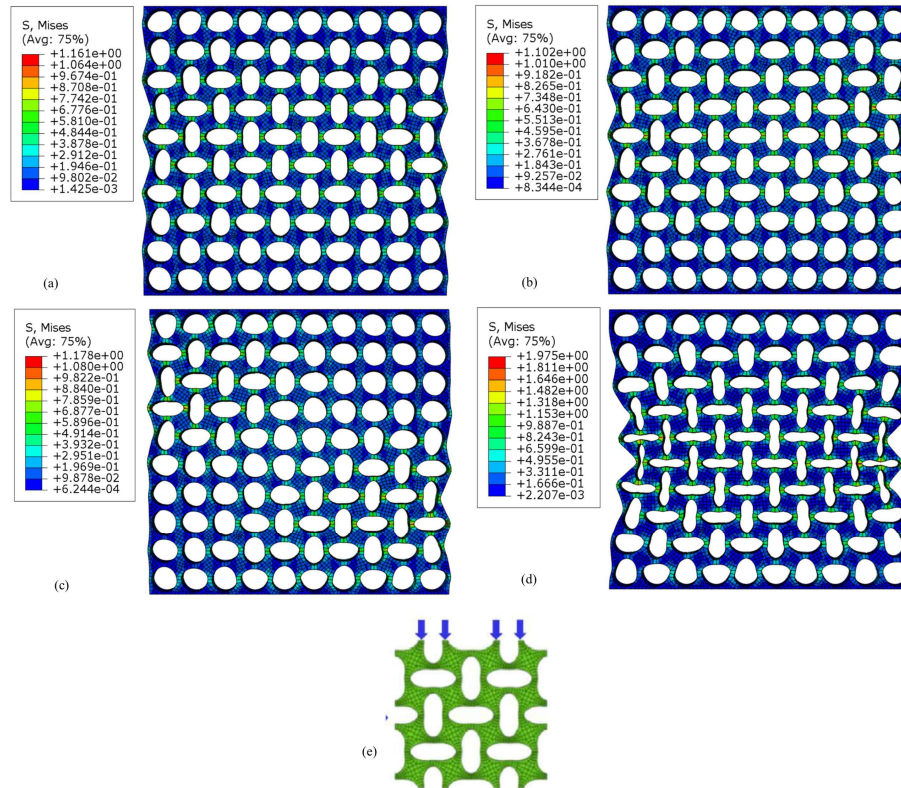 S, Mises
(Avg: 75%)
+1.161e+00
+1.064e+00
+9.674e-01
+8.708e-01
+7.742e-01
+6.776e-01
+5.810e-01
+4.844e-01
+3.878e-01
+2.912e-01
+1.946e-01
+9.802e-02
+1.425e-03
(a)
S, Mises
(Avg: 75%)
+1.102e+00
+1.010e+00
+9.182e-01
+8.265e-01
+7.348e-01
+6.430e-01
+5.513e-01
+4.595e-01
+3.678e-01
+2.761e-01
+1.843e-01
+9.257e-02
+8.344e-04
(b)
S, Mises
(Avg: 75%)
+1.178e+00
+1.080e+00
+9.822e-01
+8.840e-01
+7.859e-01
+6.877e-01
+5.896e-01
+4.914e-01
+3.932e-01
+2.951e-01
+1.969e-01
+9.878e-02
+6.244e-04
(c)
S, Mises
(Avg: 75%)
+1.975e+00
+1.811e+00
+1.646e+00
+1.482e+00
+1.318e+00
+1.153e+00
+9.887e-01
+8.243e-01
+6.599e-01
+4.955e-01
+3.311e-01
+1.666e-01
+2.207e-03
(d)
(e)